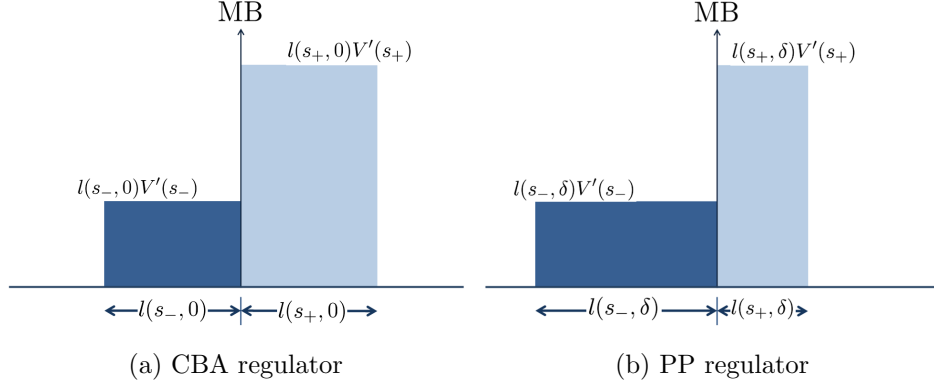 MB
l(s₊, 0)V′(s₊)
l(s₋, 0)V′(s₋)
l(s₋, 0)
l(s₊, 0)
(a) CBA regulator
MB
l(s₊, δ)V′(s₊)
l(s₋, δ)V′(s₋)
l(s₋, δ)
l(s₊, δ)
(b) PP regulator